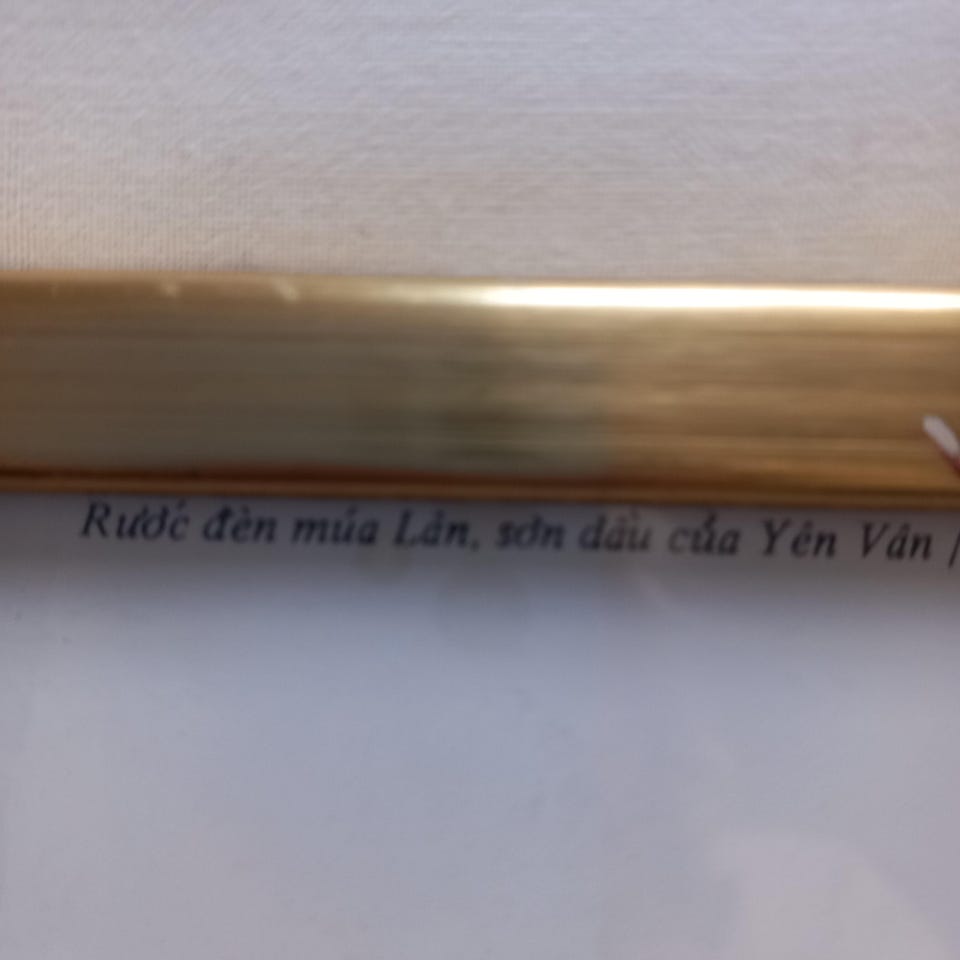 Rước đèn múa Lân, sơn dầu của Yên Vân |